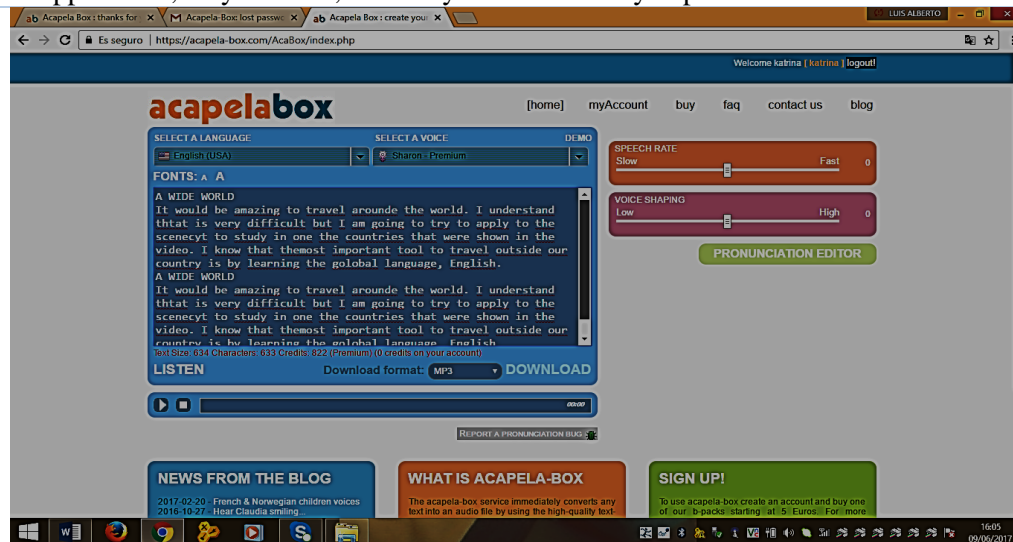 ab Acapela Box : thanks for
Acapela-Box: lost passwo
ab Acapela Box : create your
LUIS ALBERTO
Es seguro
https://acapela-box.com/AcaBox/index.php
Welcome katrina [ katrina ] logout!
acapelabox
[home] myAccount buy faq contact us blog
SELECT A LANGUAGE SELECT A VOICE DEMO
English (USA) Sharon - Premium
FONTS: A A
A WIDE WORLD
It would be amazing to travel arounde the world. I understand
thtat is very difficult but I am going to try to apply to the
scenecyt to study in one the countries that were shown in the
video. I know that themost important tool to travel outside our
country is by learning the golobal language, English.
A WIDE WORLD
It would be amazing to travel arounde the world. I understand
thtat is very difficult but I am going to try to apply to the
scenecyt to study in one the countries that were shown in the
video. I know that themost important tool to travel outside our
country is by learning the golobal language, English.
Text Size: 634 Characters: 633 Credits: 822 (Premium) (0 credits on your account)
LISTEN Download format: MP3 DOWNLOAD
00:00
REPORT A PRONUNCIATION BUG
SPEECH RATE
Slow Fast 0
VOICE SHAPING
Low High 0
PRONUNCIATION EDITOR
NEWS FROM THE BLOG
2017-02-20 - French & Norwegian children voices
2016-10-27 - Hear Claudia smiling...
WHAT IS ACAPELA-BOX
The acapela-box service immediately converts any
text into an audio file by using the high-quality text-
SIGN UP!
To use acapela-box create an account and buy one
of our b-packs starting at 5 Euros. For more
16:05
09/06/2017